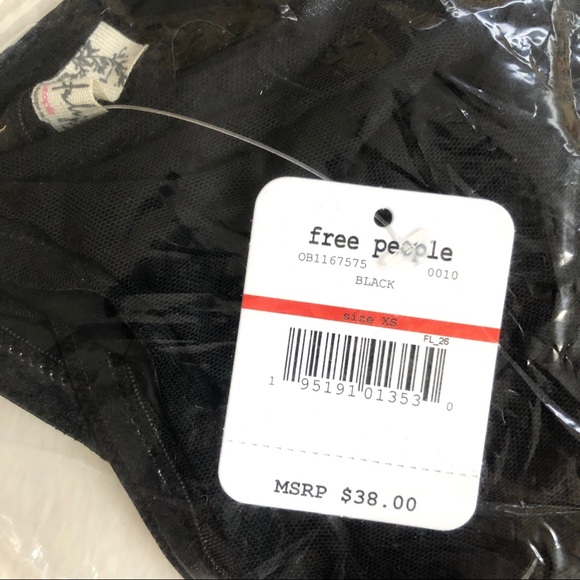 free people
OB1167575 0010
BLACK
size XS
FL_26
1 95191 01353 0
MSRP $38.00